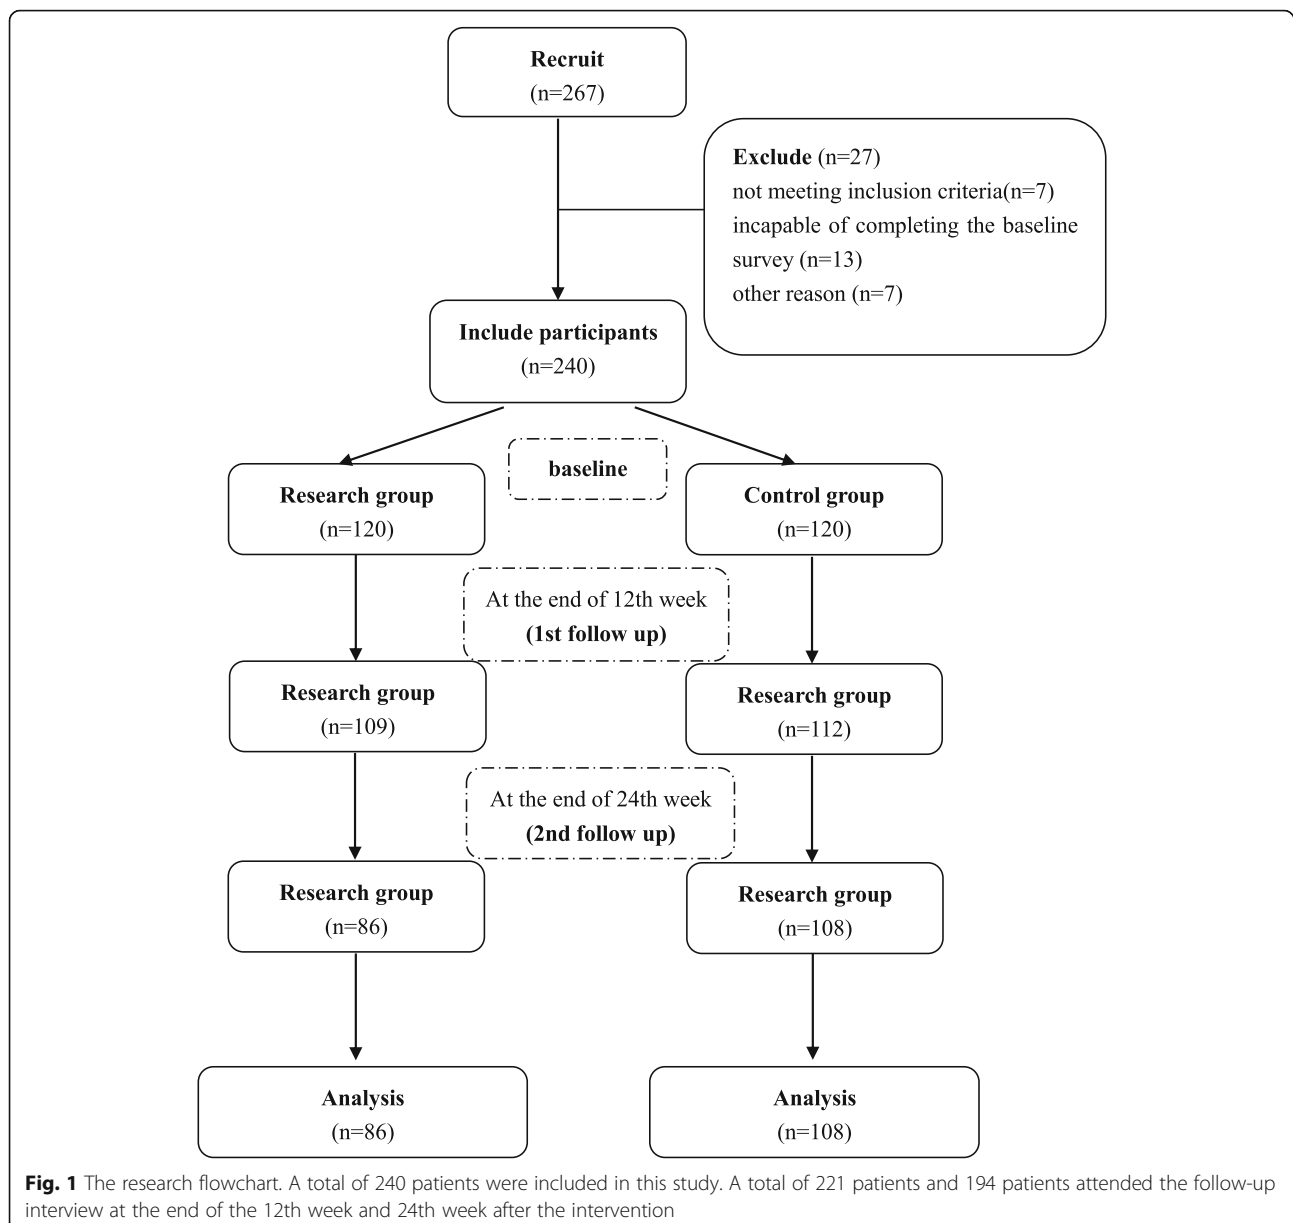 Recruit
(n=267)
Exclude (n=27)
not meeting inclusion criteria(n=7)
incapable of completing the baseline
survey (n=13)
other reason (n=7)
Include participants
(n=240)
baseline
Research group
(n=120)
Control group
(n=120)
At the end of 12th week
(1st follow up)
Research group
(n=109)
Research group
(n=112)
At the end of 24th week
(2nd follow up)
Research group
(n=86)
Research group
(n=108)
Analysis
(n=86)
Analysis
(n=108)
Fig. 1 The research flowchart. A total of 240 patients were included in this study. A total of 221 patients and 194 patients attended the follow-up
interview at the end of the 12th week and 24th week after the intervention